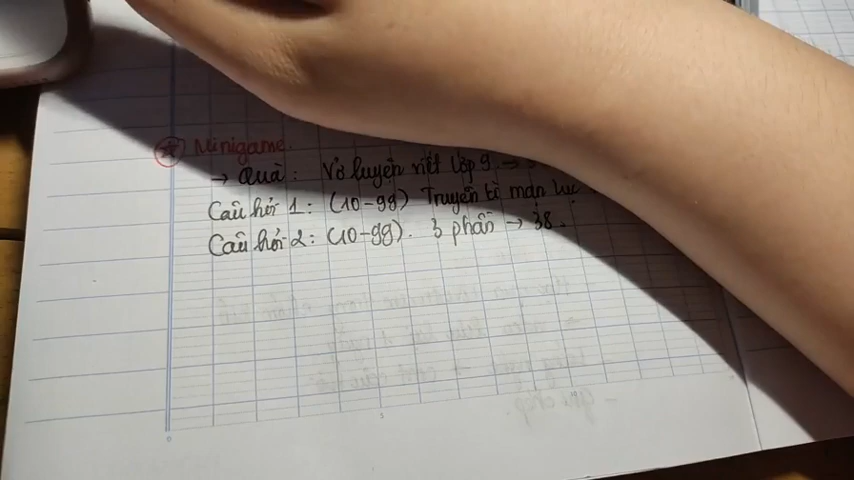 Minigame.
→ Quà: Vở luyện viết lớp 9 →
Câu hỏi 1: (10-99) Truyền kì mạn lục
Câu hỏi 2: (10-99). 3 phần → 38.